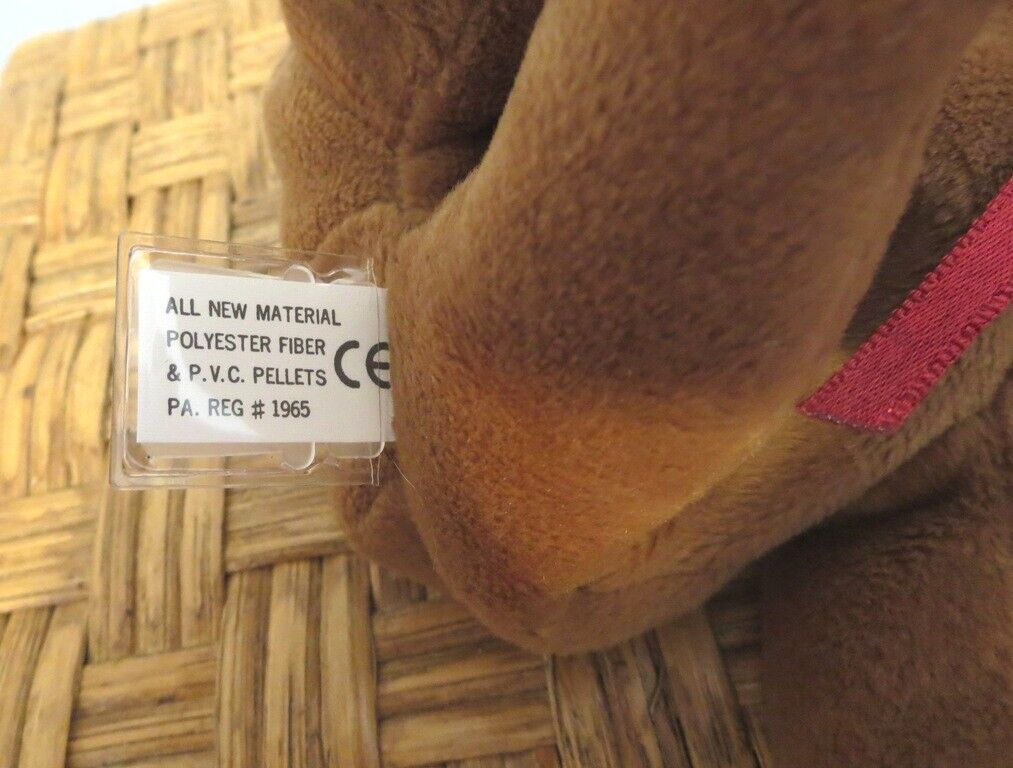 ALL NEW MATERIAL
POLYESTER FIBER
& P.V.C. PELLETS CE
PA. REG # 1965